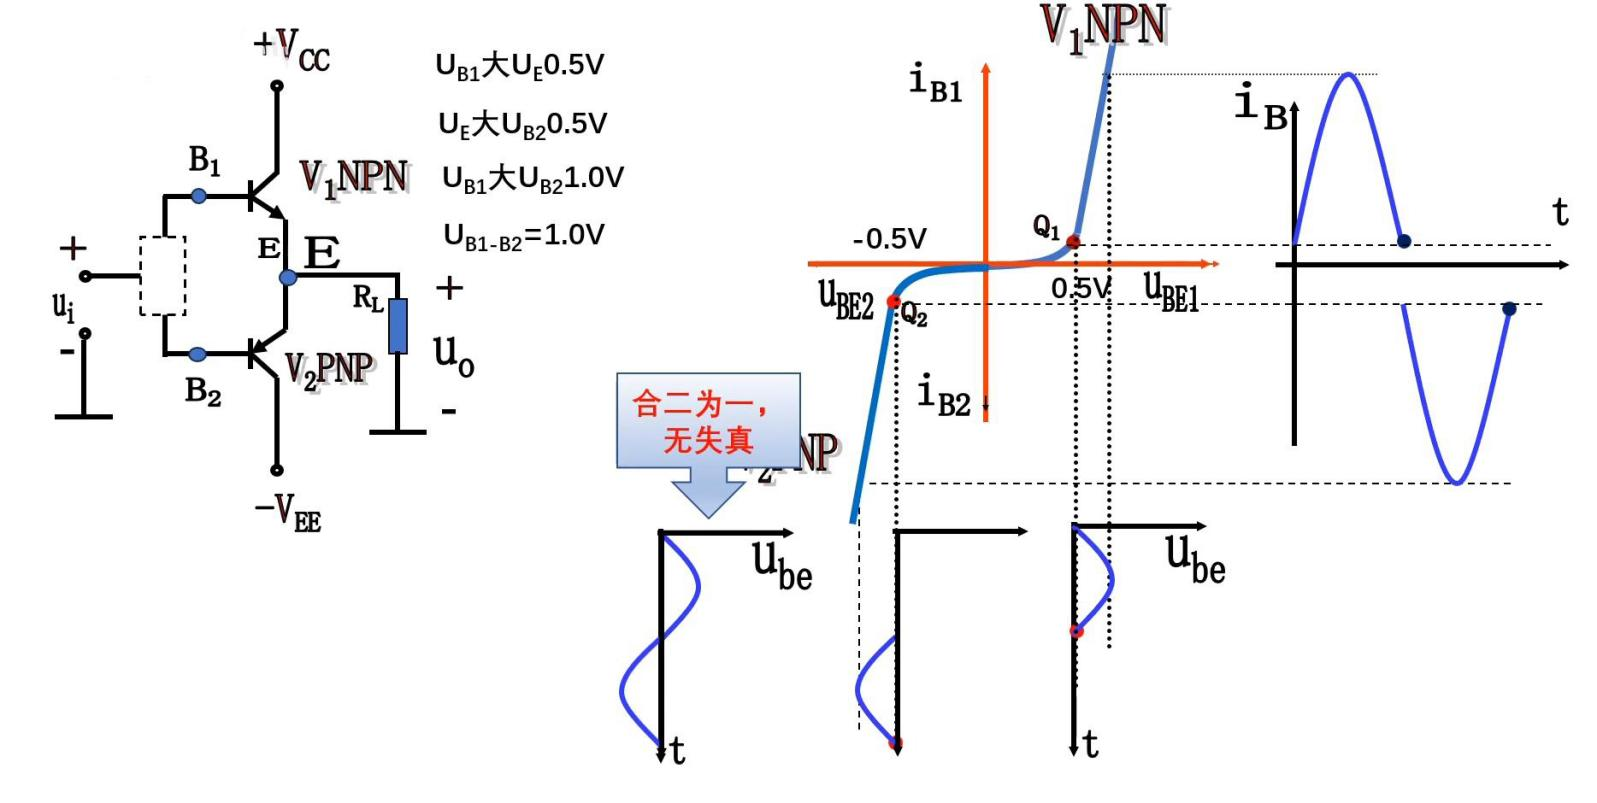 +VCC
UB1大UE0.5V
UE大UB20.5V
UB1大UB21.0V
UB1-B2=1.0V
B1
V1NPN
E
E
+
ui
-
RL
+
uo
-
B2
V2PNP
-VEE
V1NPN
iB1
Q1
-0.5V
0.5V
uBE2
uBE1
Q2
iB2
iB
t
合二为一，
无失真
2 NP
ube
t
ube
t